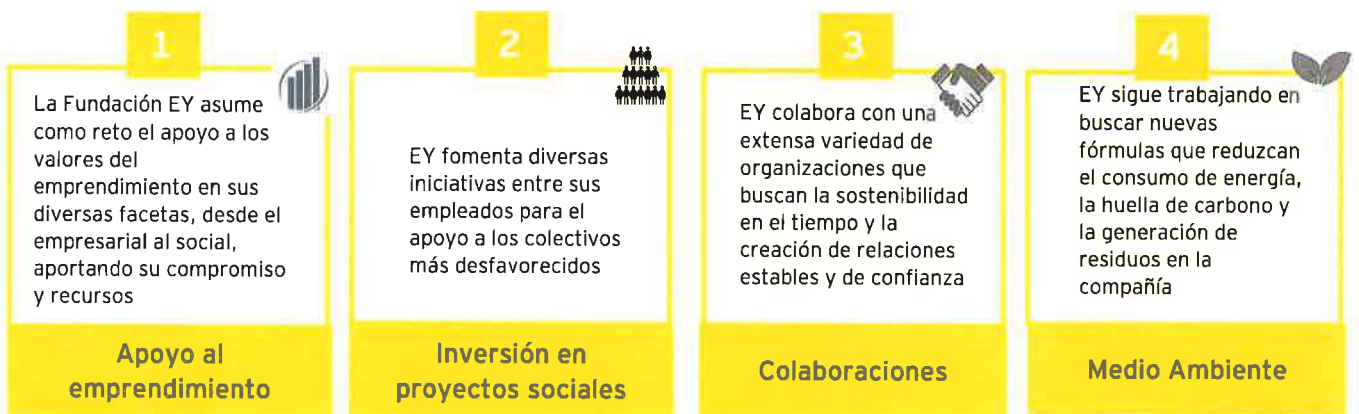 1
La Fundación EY asume
como reto el apoyo a los
valores del
emprendimiento en sus
diversas facetas, desde el
empresarial al social,
aportando su compromiso
y recursos
Apoyo al
emprendimiento
2
EY fomenta diversas
iniciativas entre sus
empleados para el
apoyo a los colectivos
más desfavorecidos
Inversión en
proyectos sociales
3
EY colabora con una
extensa variedad de
organizaciones que
buscan la sostenibilidad
en el tiempo y la
creación de relaciones
estables y de confianza
Colaboraciones
4
EY sigue trabajando en
buscar nuevas
fórmulas que reduzcan
el consumo de energía,
la huella de carbono y
la generación de
residuos en la
compañía
Medio Ambiente